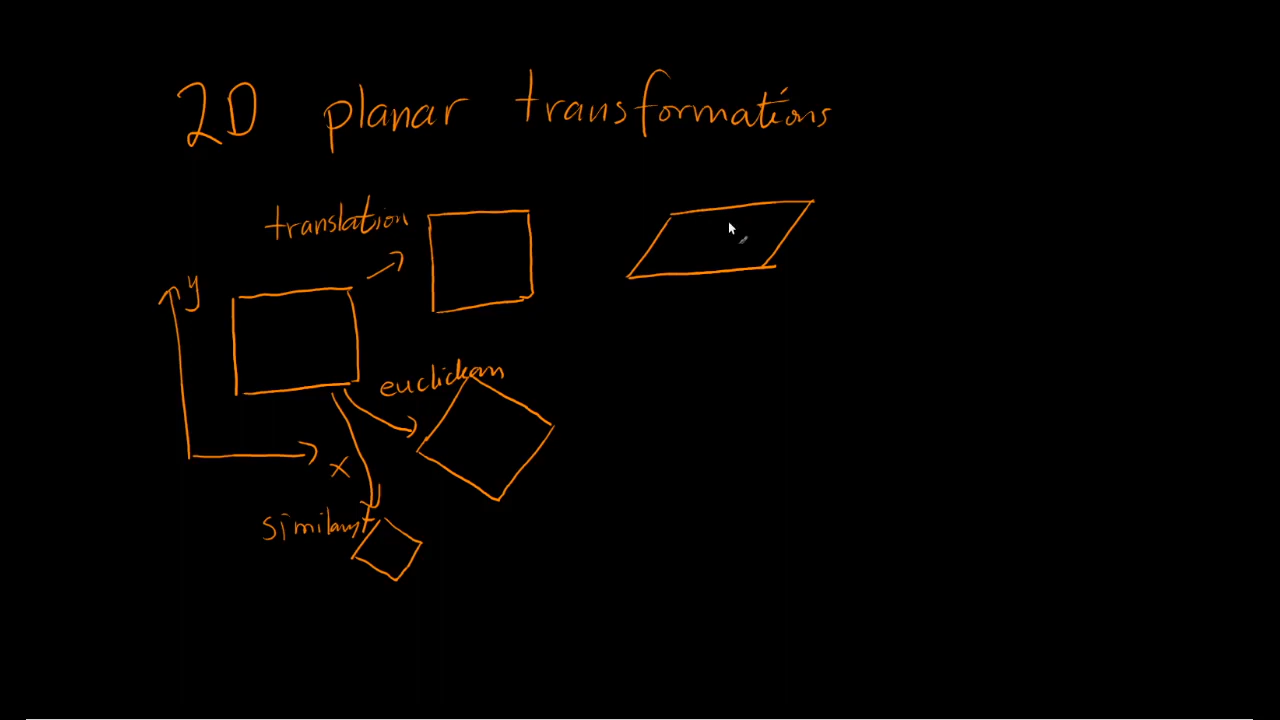 2D planar transformations
translation
y
euclidean
x
similarity